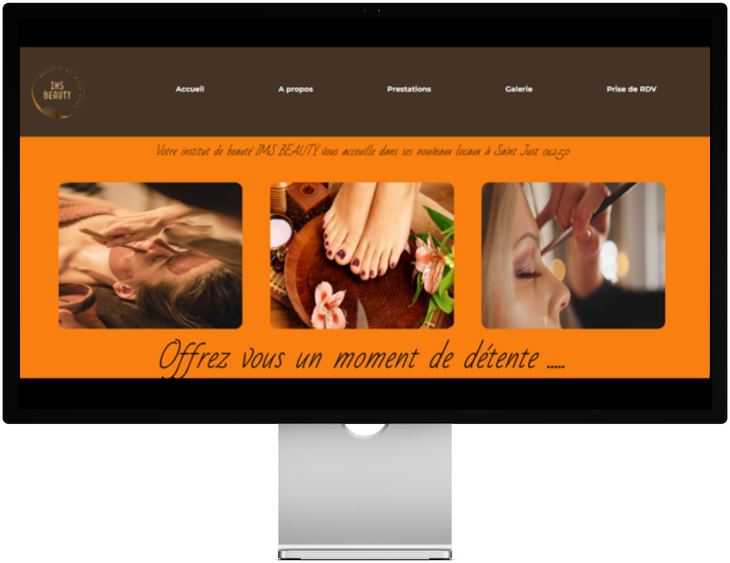 IMS
BEAUTY
Accueil A propos Prestations Galerie Prise de RDV
Votre institut de beauté IMS BEAUTY vous acceuille dans ses nouveaux locaux à Saint Just 01250
Offrez vous un moment de détente .....